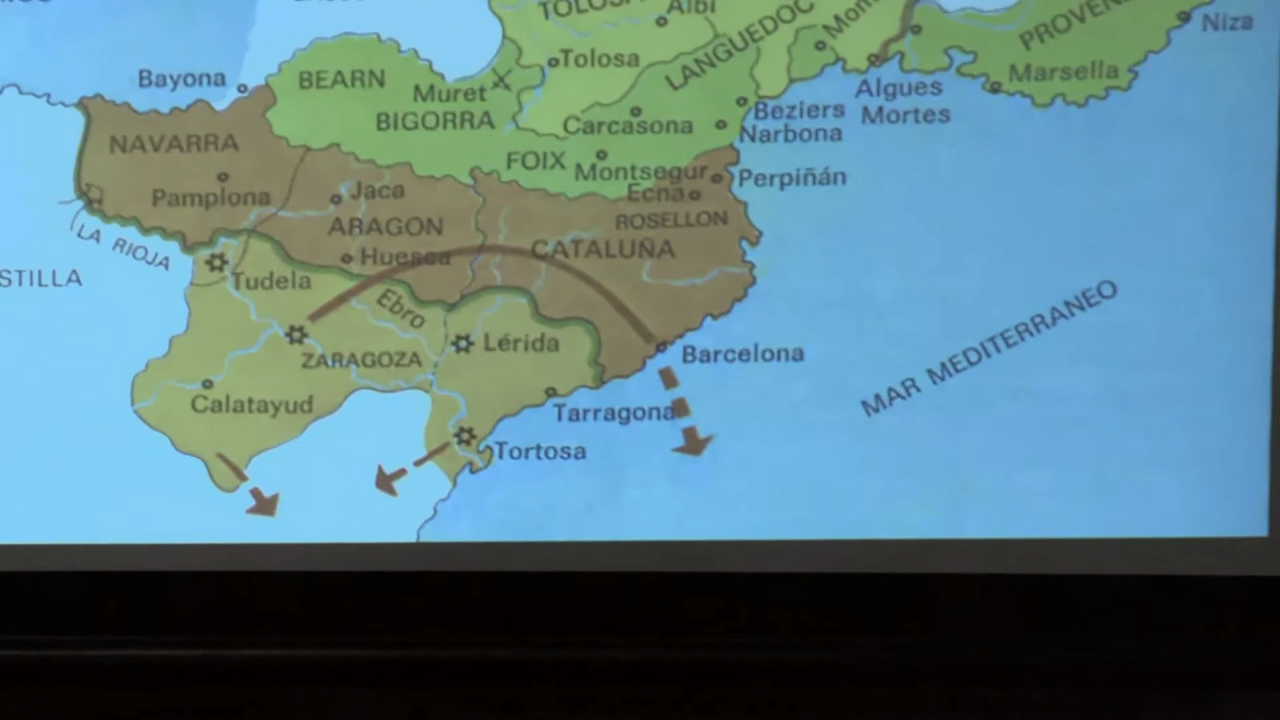 Albi
Niza
Tolosa
LANGUEDOC
Marsella
Bayona
BEARN
Muret
BIGORRA
Algues
Mortes
Beziers
Narbona
Carcasona
NAVARRA
FOIX
Montsegur
Perpiñán
Pamplona
Jaca
Ecna
ROSELLON
ARAGON
CATALUÑA
Huesca
LA RIOJA
STILLA
Tudela
Ebro
Lérida
ZARAGOZA
Barcelona
MAR MEDITERRANEO
Calatayud
Tarragona
Tortosa